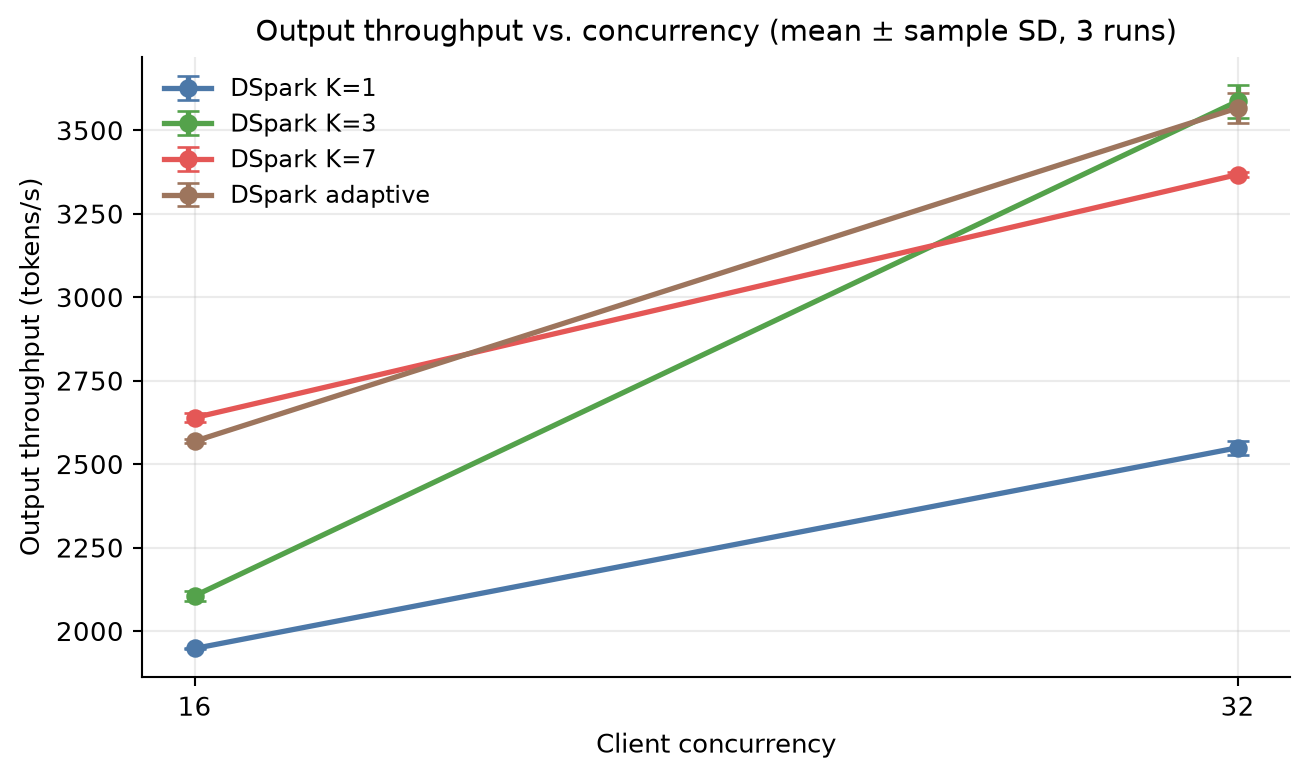 Output throughput vs. concurrency (mean ± sample SD, 3 runs)
DSpark K=1
DSpark K=3
DSpark K=7
DSpark adaptive
Output throughput (tokens/s)
3500
3250
3000
2750
2500
2250
2000
16
32
Client concurrency